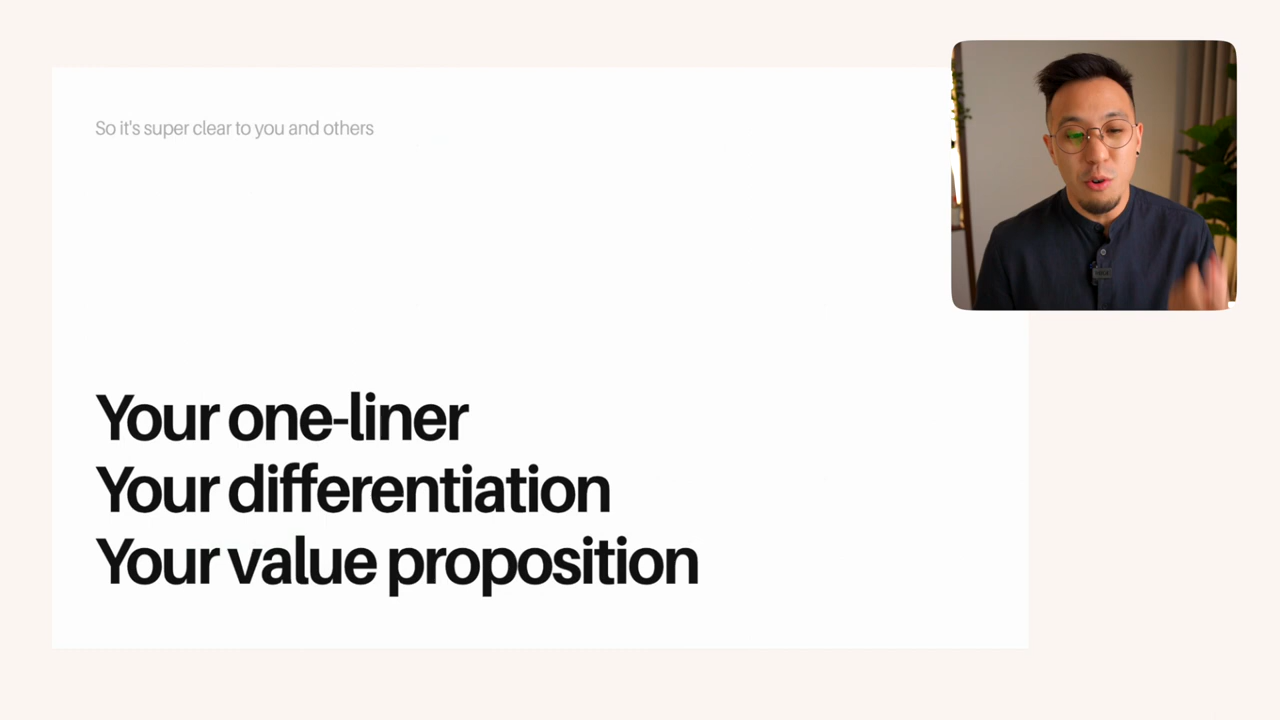 So it's super clear to you and others
Your one-liner
Your differentiation
Your value proposition